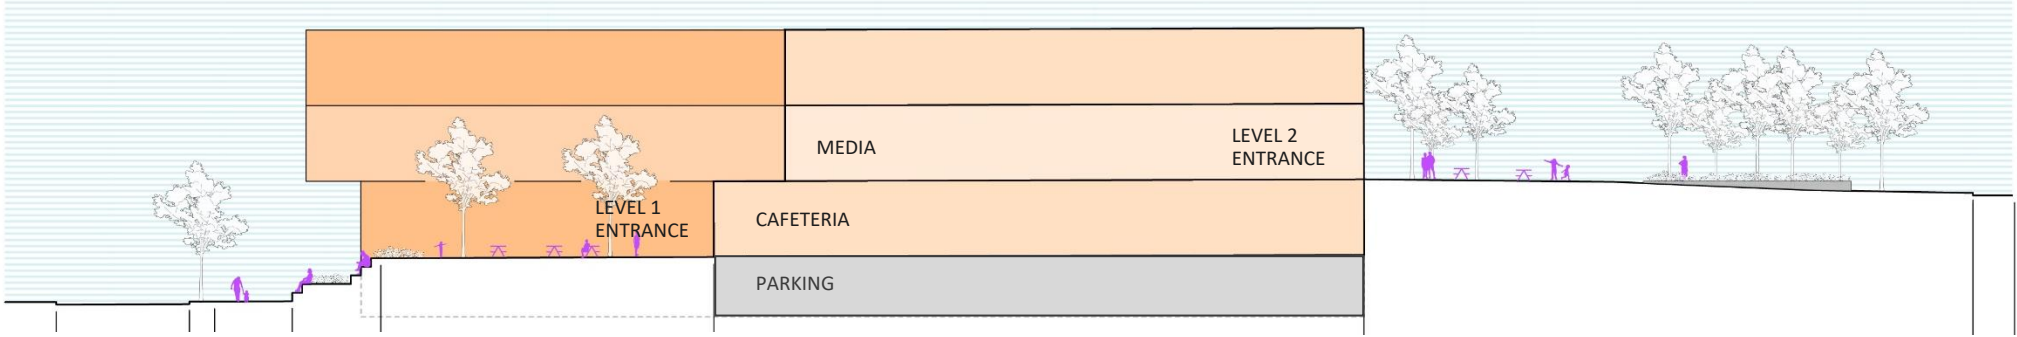 MEDIA
LEVEL 2
ENTRANCE
LEVEL 1
ENTRANCE
CAFETERIA
PARKING